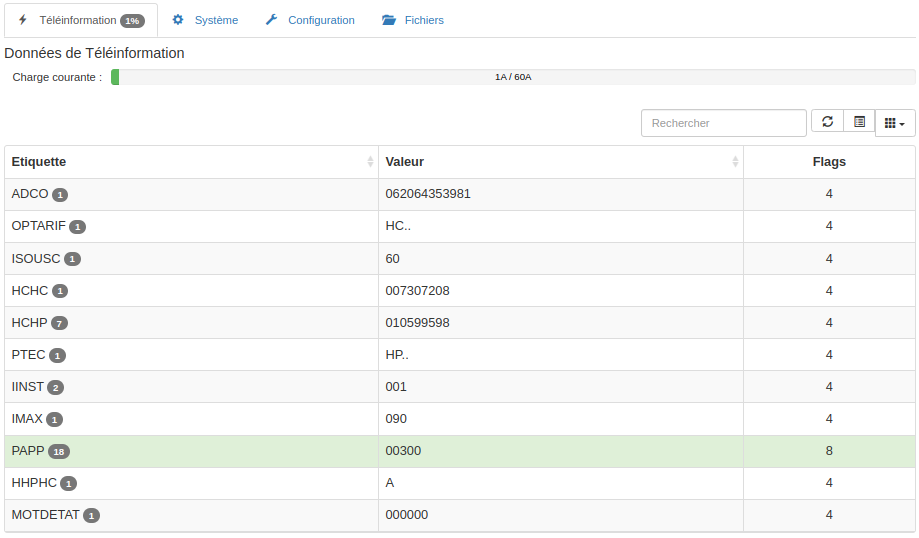 Téléinformation 1% Système Configuration Fichiers
Données de Téléinformation
Charge courante : 1A / 60A
Rechercher
Etiquette Valeur Flags
ADCO 1 062064353981 4
OPTARIF 1 HC.. 4
ISOUSC 1 60 4
HCHC 1 007307208 4
HCHP 7 010599598 4
PTEC 1 HP.. 4
IINST 2 001 4
IMAX 1 090 4
PAPP 18 00300 8
HHPHC 1 A 4
MOTDETAT 1 000000 4